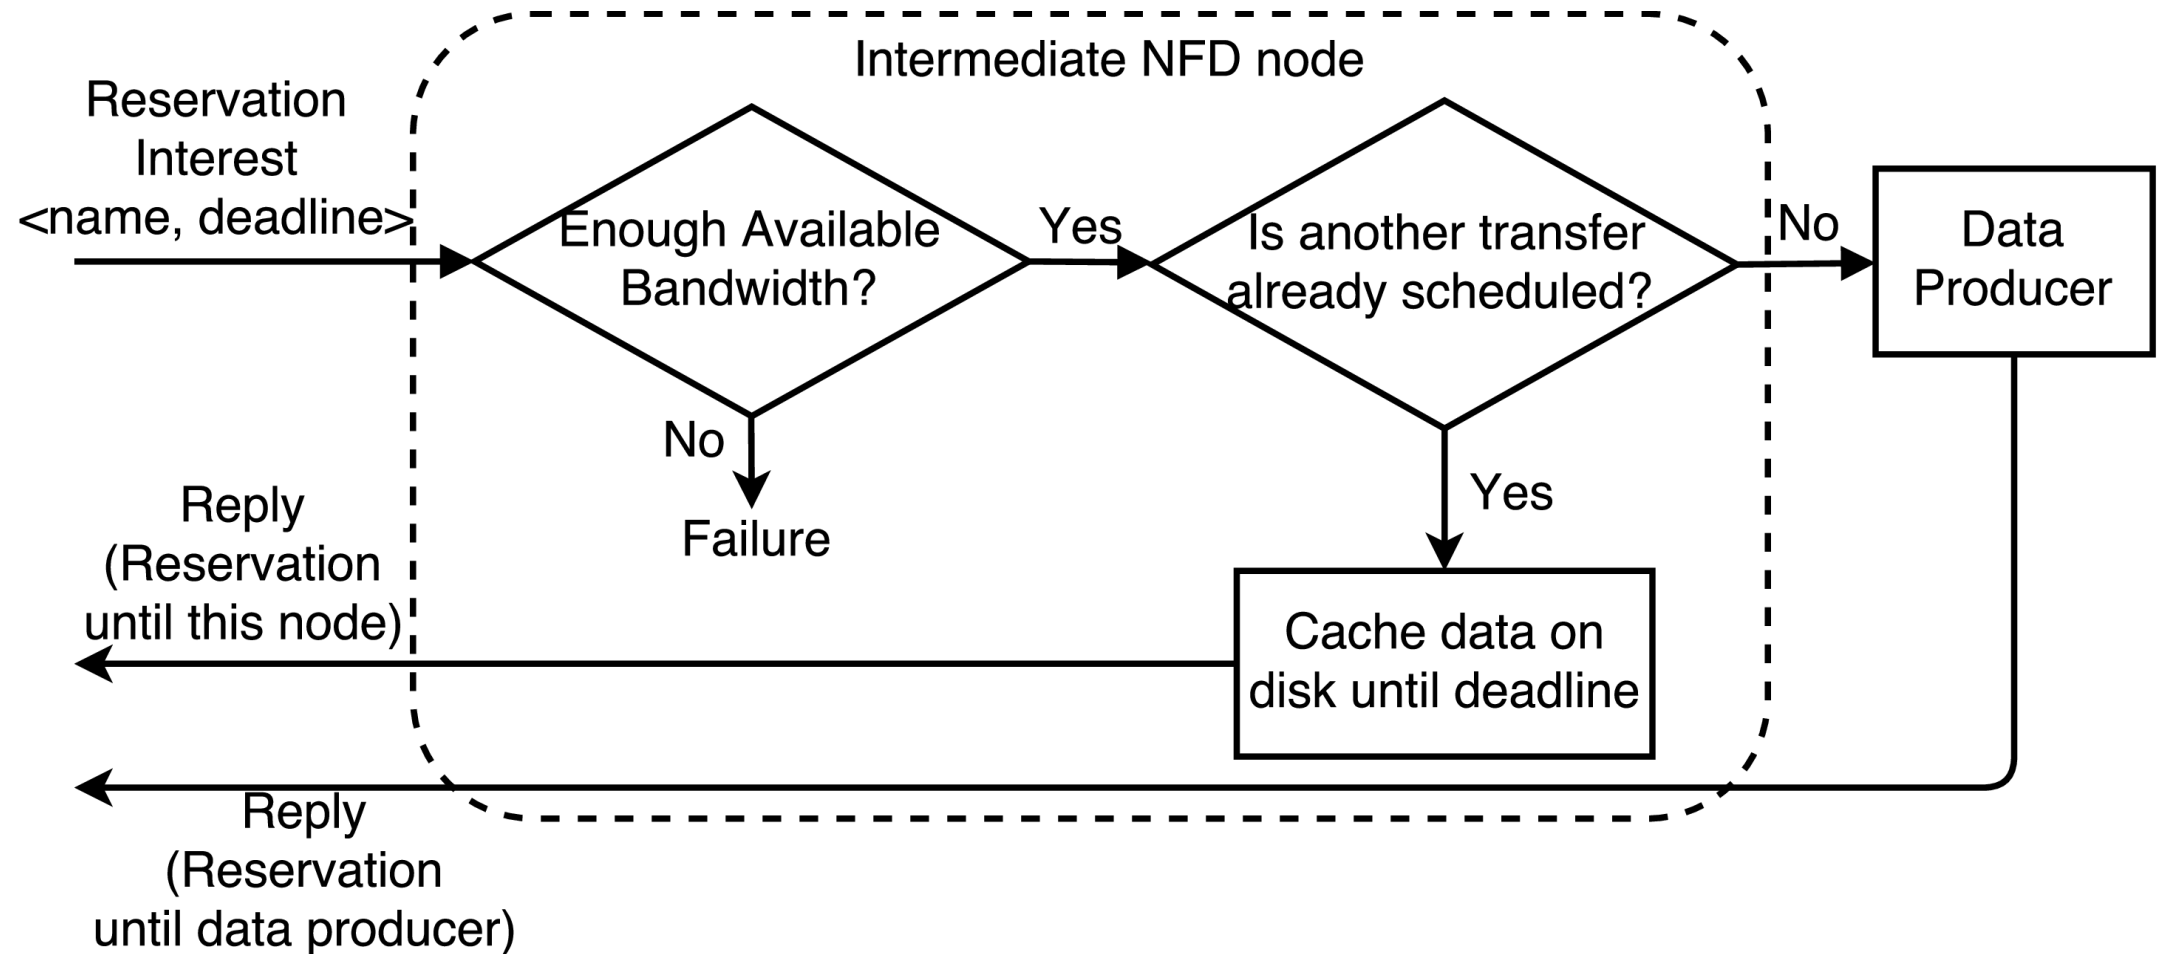 Intermediate NFD node
Reservation
Interest
<name, deadline>
Enough Available
Bandwidth?
Yes
Is another transfer
already scheduled?
No
Data
Producer
No
Failure
Yes
Cache data on
disk until deadline
Reply
(Reservation
until this node)
Reply
(Reservation
until data producer)